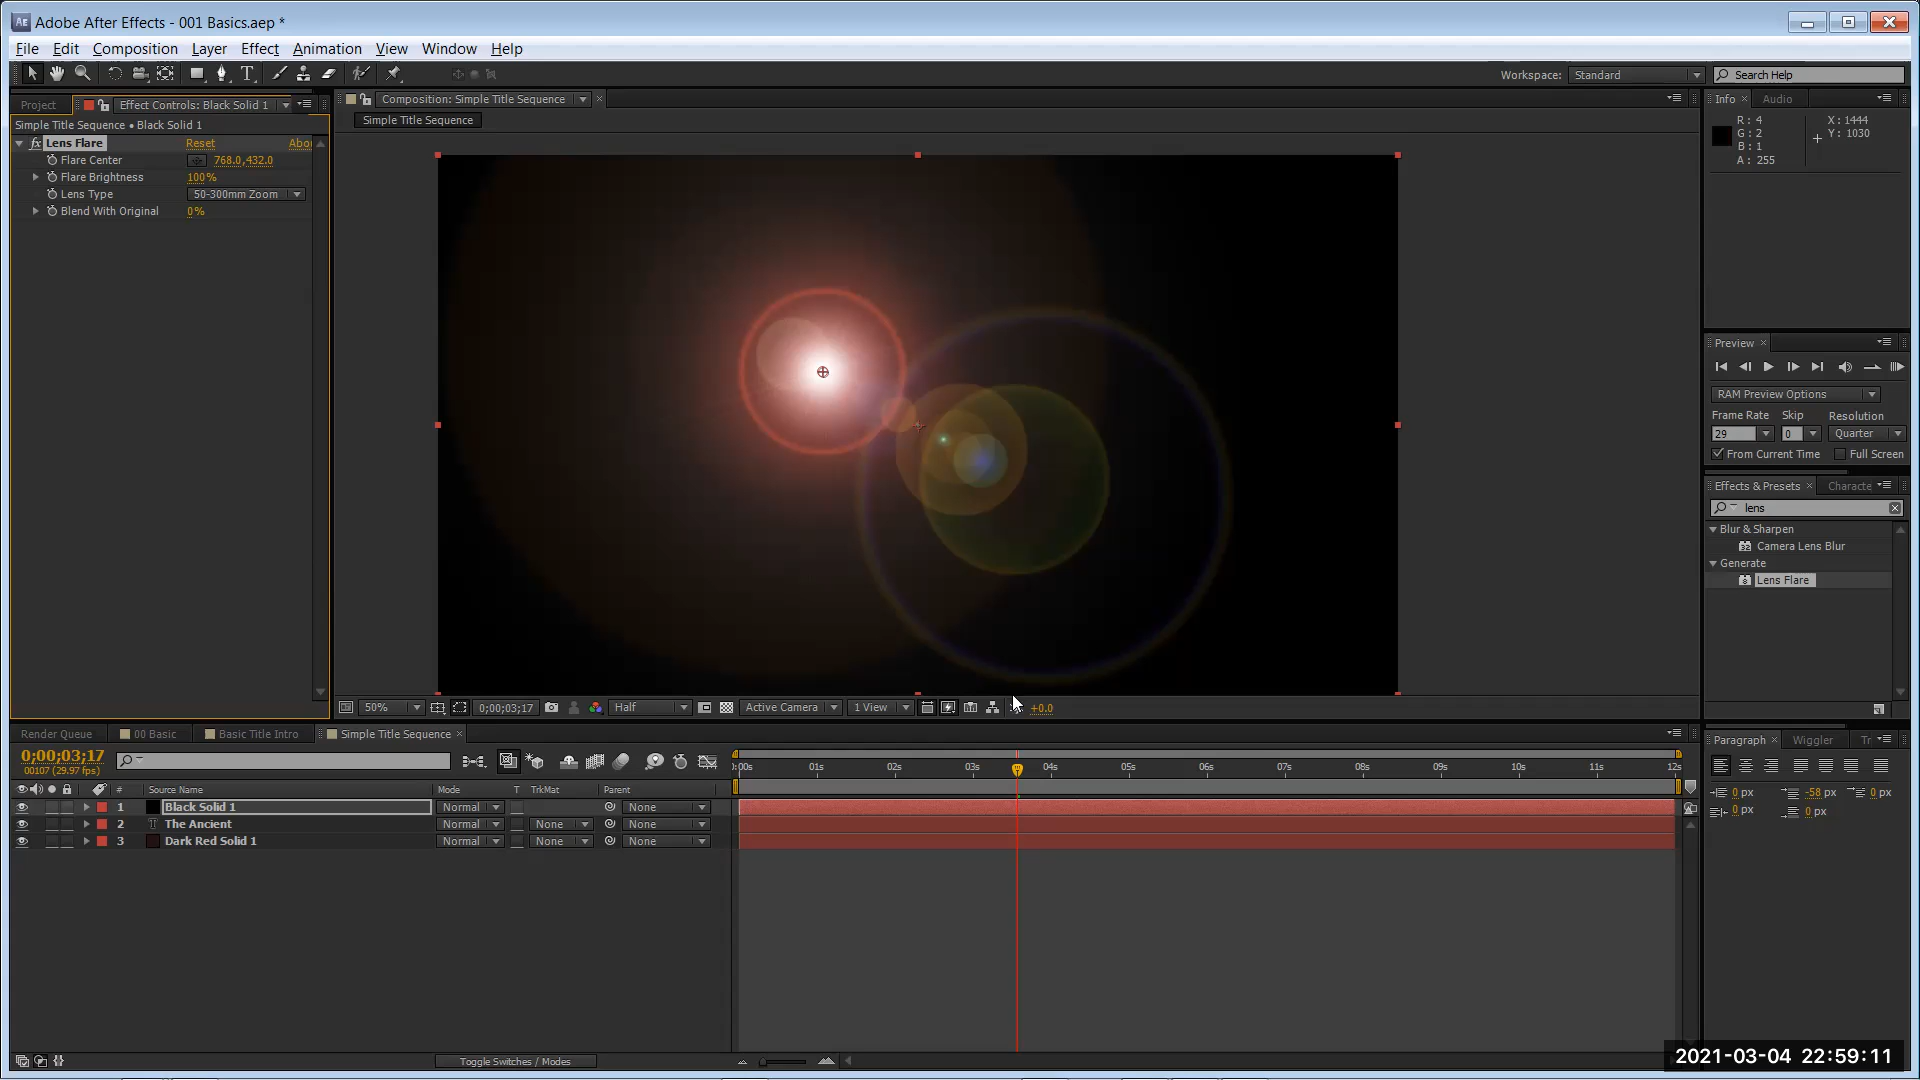 Adobe After Effects - 001 Basics.aep *
File Edit Composition Layer Effect Animation View Window Help
Workspace: Standard Search Help
Project Effect Controls: Black Solid 1
Composition: Simple Title Sequence
Info Audio
Simple Title Sequence
Simple Title Sequence • Black Solid 1
R: 4 X: 1444
G: 2 Y: 1030
B: 1
A: 255
fx Lens Flare Reset Abou
Flare Center 768.0,432.0
Flare Brightness 100%
Lens Type 50-300mm Zoom
Blend With Original 0%
Preview
RAM Preview Options
Frame Rate Skip Resolution
29 0 Quarter
From Current Time Full Screen
Effects & Presets Characte
lens
Blur & Sharpen
Camera Lens Blur
Generate
Lens Flare
50% 0;00;03;17 Half Active Camera 1 View +0.0
Render Queue 00 Basic Basic Title Intro Simple Title Sequence
Paragraph Wiggler Tr
0;00;03;17
00107 (29.97 fps)
:00s 01s 02s 03s 04s 05s 06s 07s 08s 09s 10s 11s 12s
# Source Name Mode T TrkMat Parent
1 Black Solid 1 Normal None
2 The Ancient Normal None None
3 Dark Red Solid 1 Normal None None
0 px -58 px 0 px
0 px 0 px
Toggle Switches / Modes
2021-03-04 22:59:11